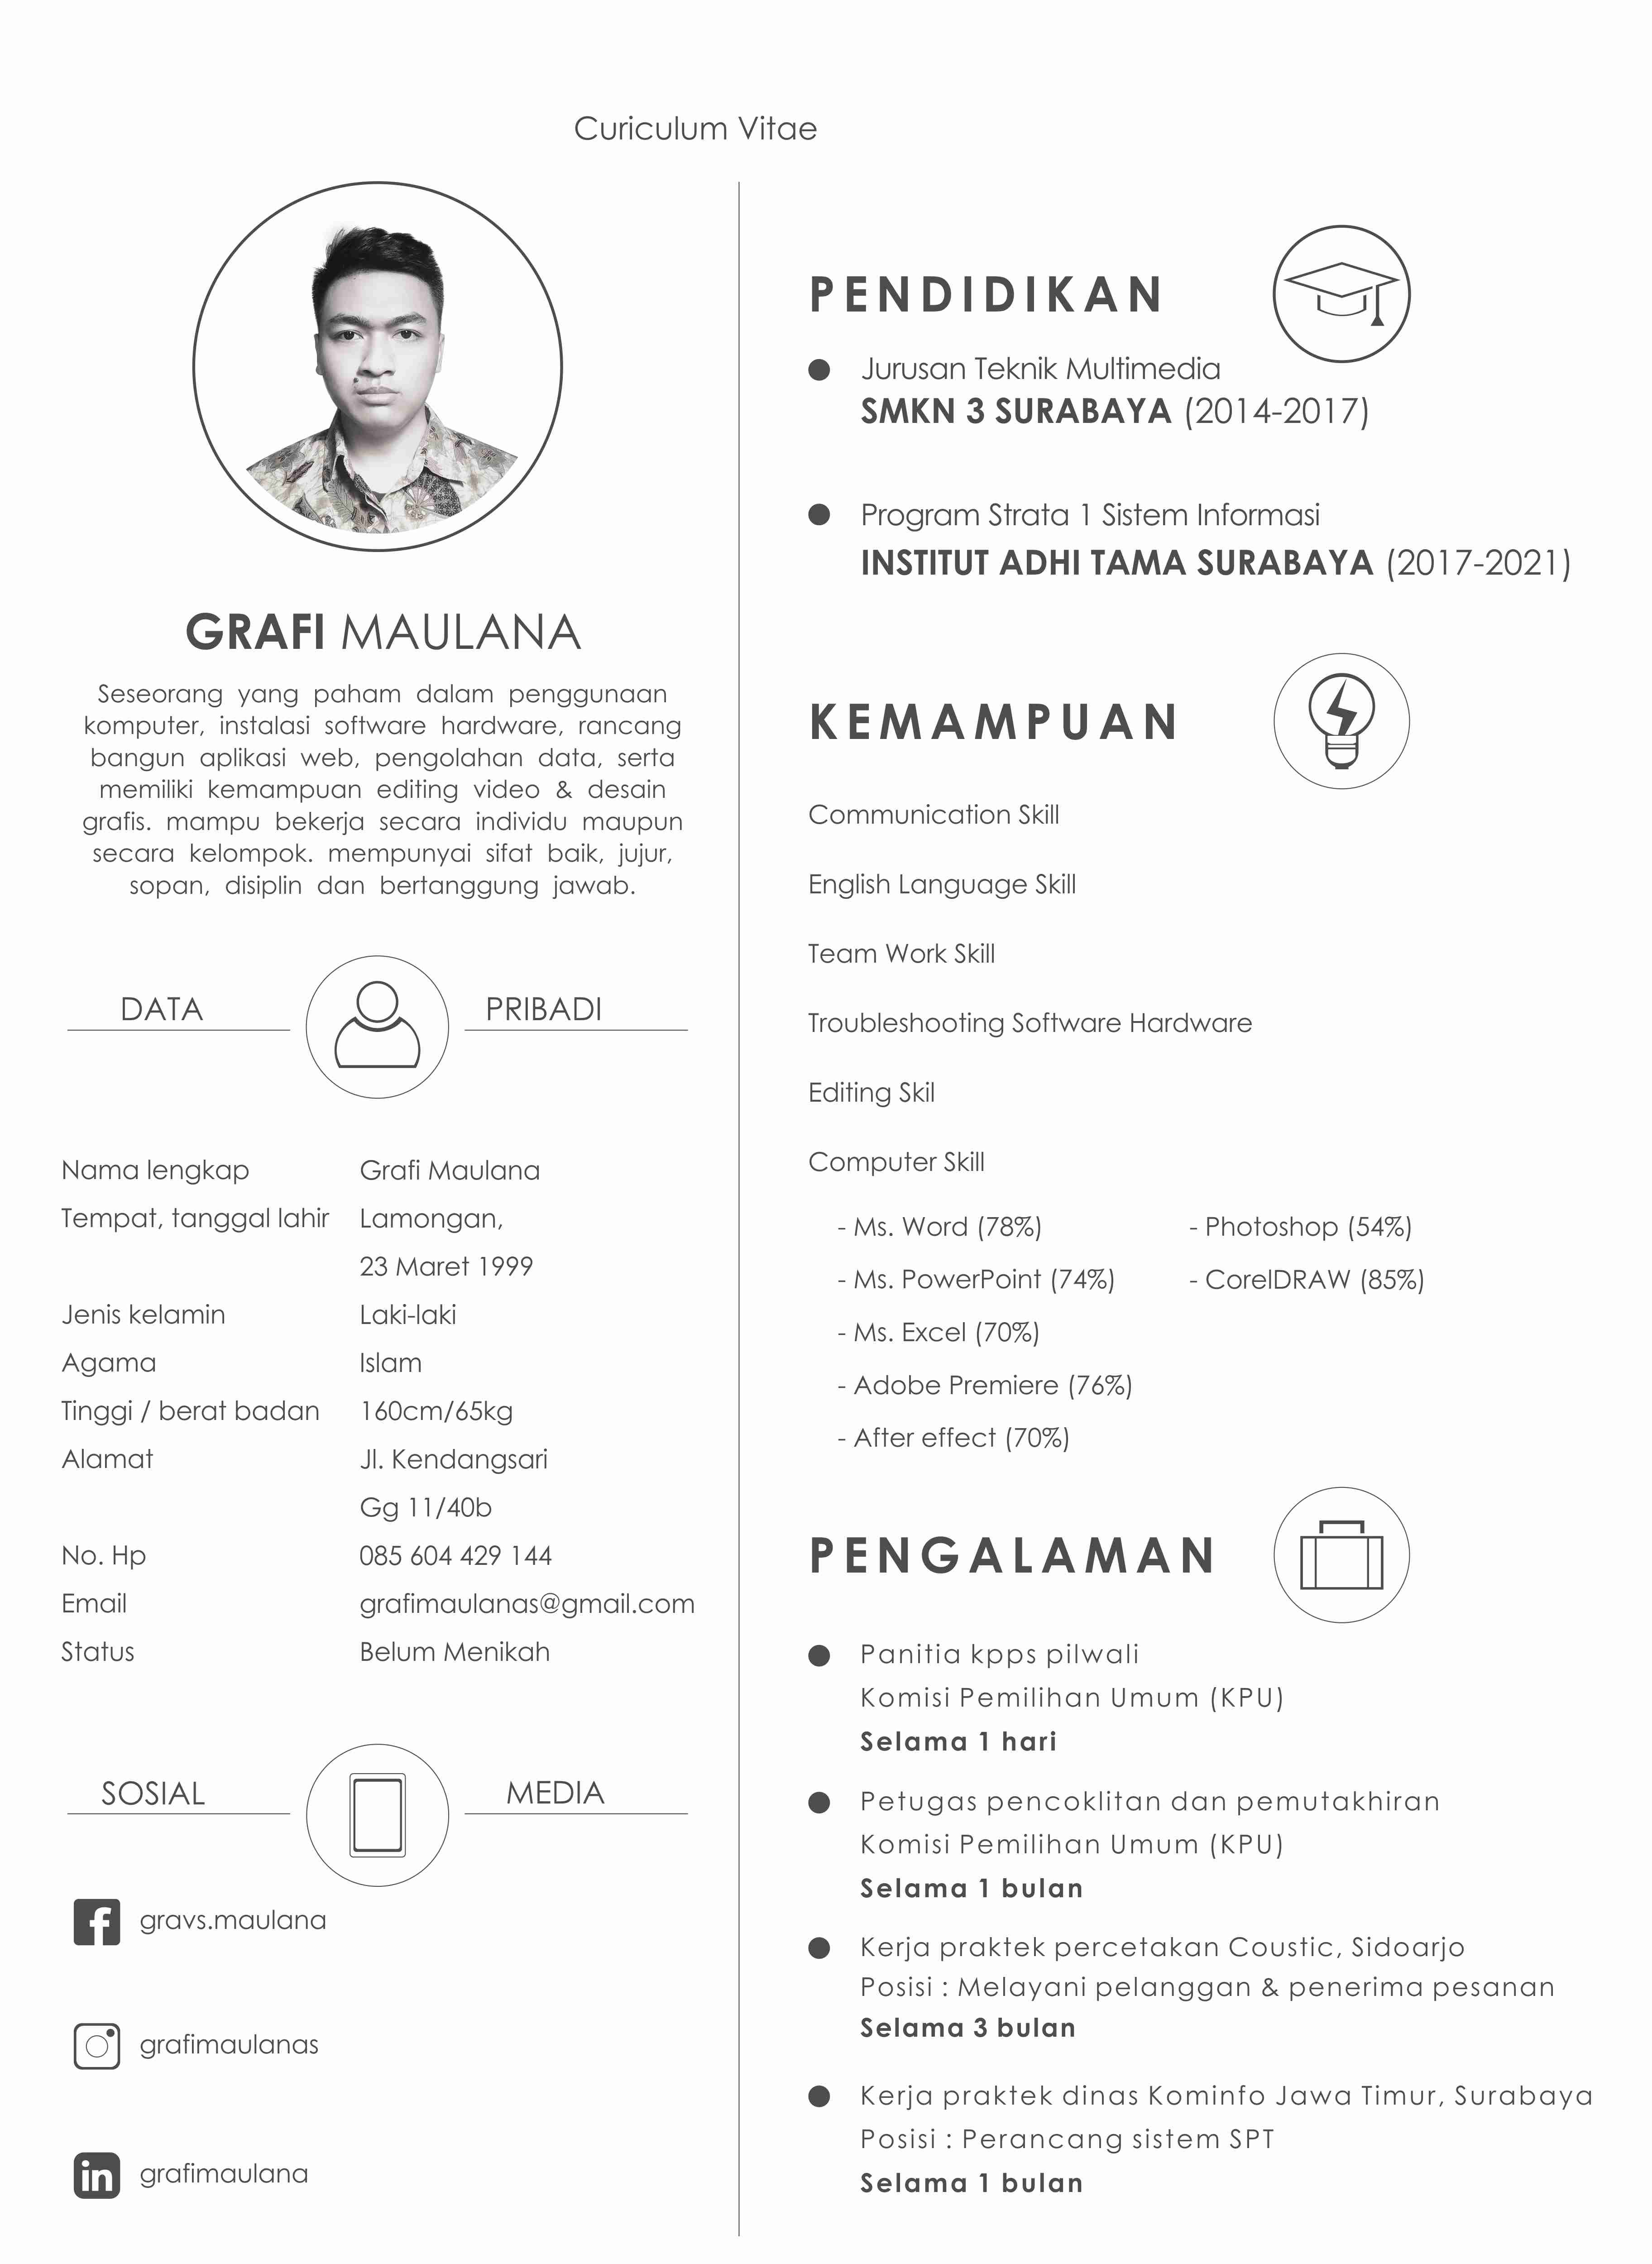 Curiculum Vitae
GRAFI MAULANA
Seseorang yang paham dalam penggunaan
komputer, instalasi software hardware, rancang
bangun aplikasi web, pengolahan data, serta
memiliki kemampuan editing video & desain
grafis. mampu bekerja secara individu maupun
secara kelompok. mempunyai sifat baik, jujur,
sopan, disiplin dan bertanggung jawab.
DATA PRIBADI
Nama lengkap Grafi Maulana
Tempat, tanggal lahir Lamongan,
23 Maret 1999
Jenis kelamin Laki-laki
Agama Islam
Tinggi / berat badan 160cm/65kg
Alamat Jl. Kendangsari
Gg 11/40b
No. Hp 085 604 429 144
Email grafimaulanas@gmail.com
Status Belum Menikah
SOSIAL MEDIA
gravs.maulana
grafimaulanas
in grafimaulana
PENDIDIKAN
Jurusan Teknik Multimedia
SMKN 3 SURABAYA (2014-2017)
Program Strata 1 Sistem Informasi
INSTITUT ADHI TAMA SURABAYA (2017-2021)
KEMAMPUAN
Communication Skill
English Language Skill
Team Work Skill
Troubleshooting Software Hardware
Editing Skil
Computer Skill
- Ms. Word (78%)
- Ms. PowerPoint (74%)
- Ms. Excel (70%)
- Adobe Premiere (76%)
- After effect (70%)
- Photoshop (54%)
- CorelDRAW (85%)
PENGALAMAN
Panitia kpps pilwali
Komisi Pemilihan Umum (KPU)
Selama 1 hari
Petugas pencoklitan dan pemutakhiran
Komisi Pemilihan Umum (KPU)
Selama 1 bulan
Kerja praktek percetakan Coustic, Sidoarjo
Posisi : Melayani pelanggan & penerima pesanan
Selama 3 bulan
Kerja praktek dinas Kominfo Jawa Timur, Surabaya
Posisi : Perancang sistem SPT
Selama 1 bulan